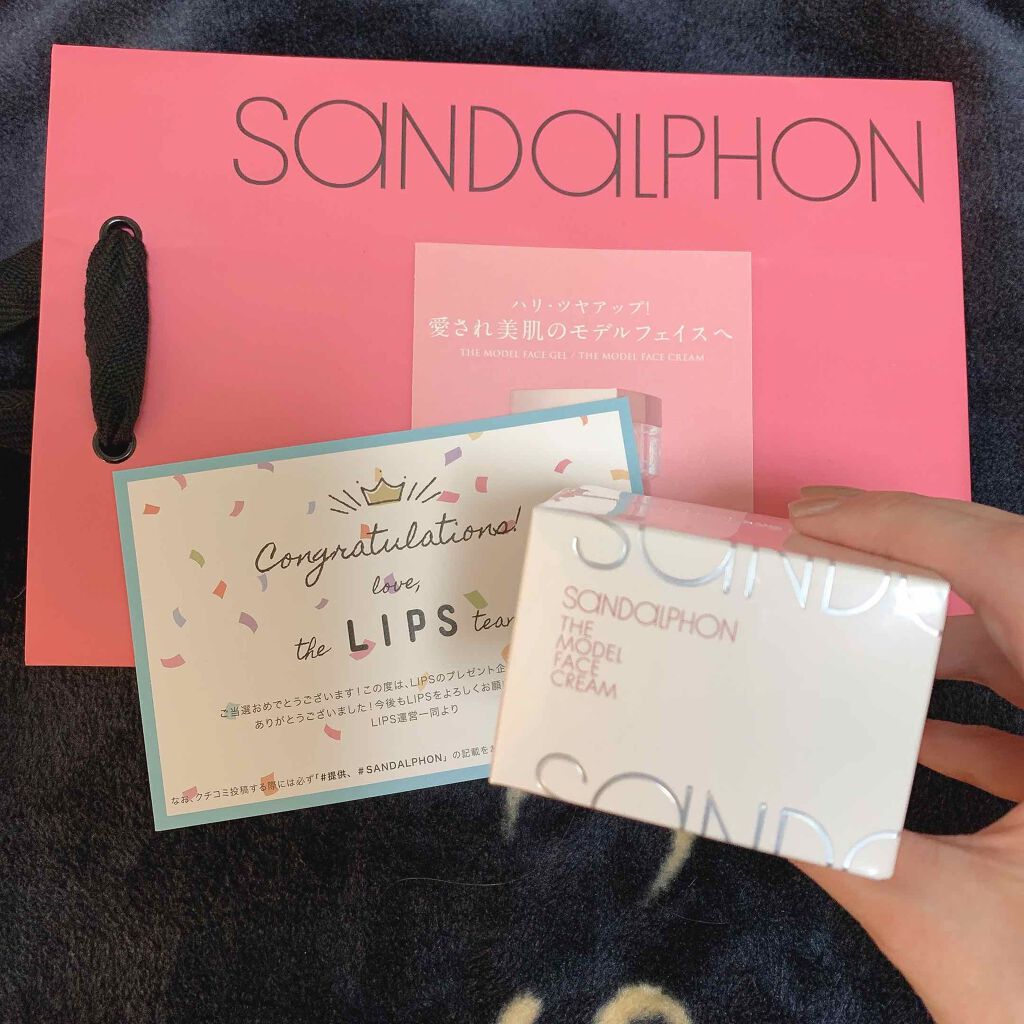 SANDALPHON
ハリ・ツヤアップ!
愛され美肌のモデルフェイスへ
THE MODEL FACE GEL / THE MODEL FACE CREAM
Congratulations!
love,
the LIPS team
ご当選おめでとうございます!この度は、LIPSのプレゼント企
ありがとうございました!今後もLIPSをよろしくお願
LIPS運営一同より
なお、クチコミ投稿する際には必ず「#提供、#SANDALPHON」の記載をお
SANDA
SANDALPHON
THE
MODEL
FACE
CREAM
SANDA